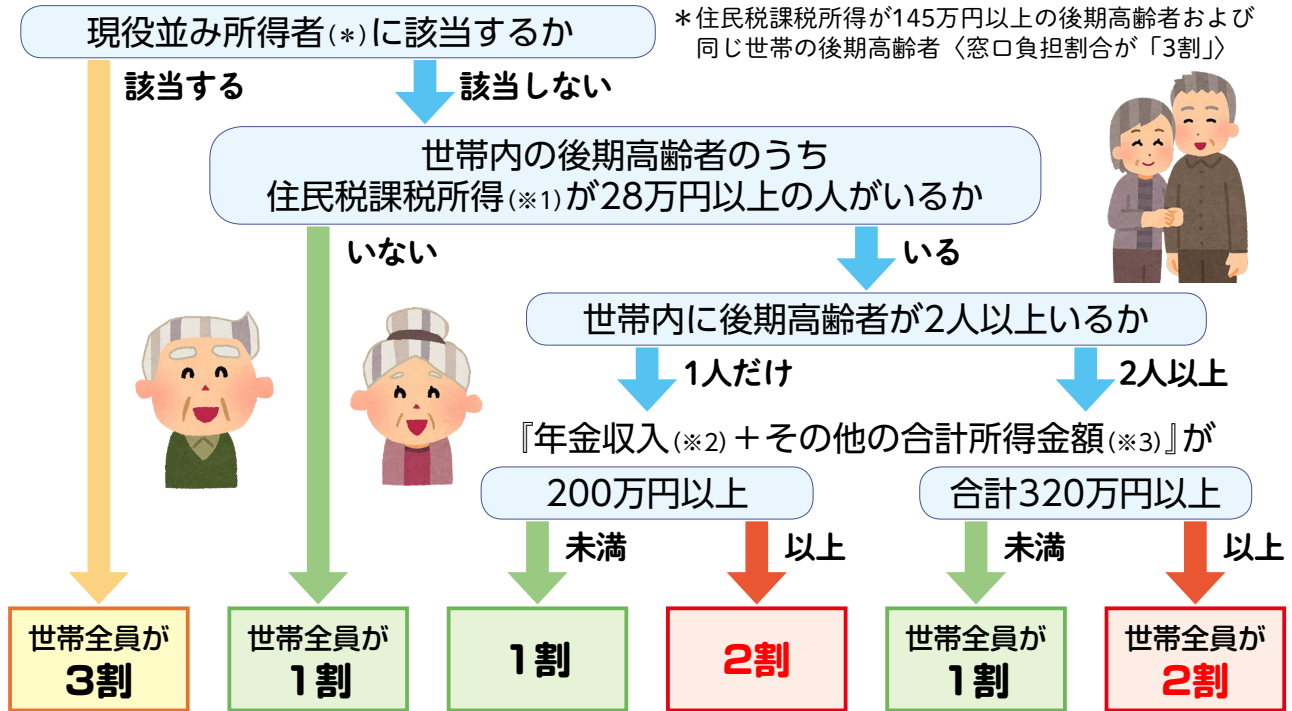 現役並み所得者(*)に該当するか
*住民税課税所得が145万円以上の後期高齢者および
同じ世帯の後期高齢者〈窓口負担割合が「3割」〉
該当する
該当しない
世帯内の後期高齢者のうち
住民税課税所得(※1)が28万円以上の人がいるか
いない
いる
世帯内に後期高齢者が2人以上いるか
1人だけ
2人以上
『年金収入(※2)+その他の合計所得金額(※3)』が
200万円以上
合計320万円以上
未満
以上
未満
以上
世帯全員が
3割
世帯全員が
1割
1割
2割
世帯全員が
1割
世帯全員が
2割